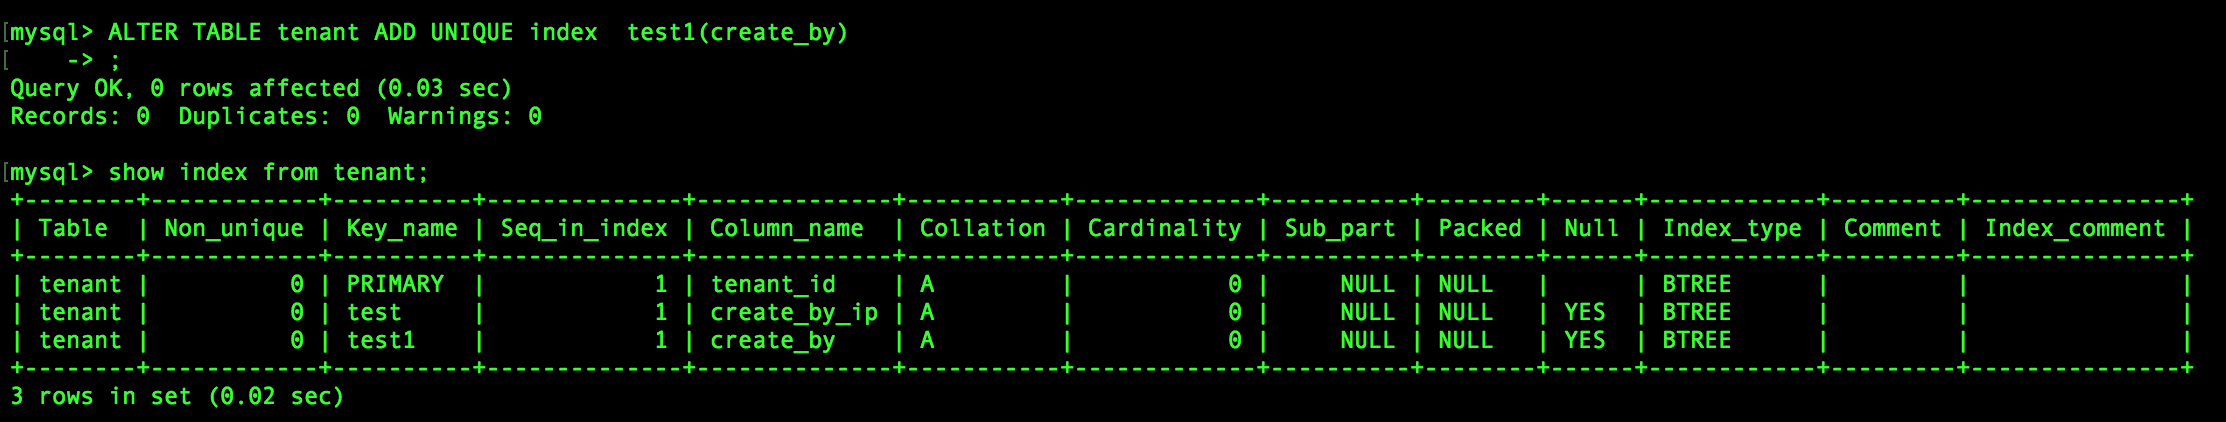 [mysql> ALTER TABLE tenant ADD UNIQUE index  test1(create_by)
[    -> ;
Query OK, 0 rows affected (0.03 sec)
Records: 0  Duplicates: 0  Warnings: 0
[mysql> show index from tenant;
+--------+------------+----------+--------------+--------------+-----------+-------------+----------+--------+------+------------+---------+---------------+
| Table  | Non_unique | Key_name | Seq_in_index | Column_name  | Collation | Cardinality | Sub_part | Packed | Null | Index_type | Comment | Index_comment |
+--------+------------+----------+--------------+--------------+-----------+-------------+----------+--------+------+------------+---------+---------------+
| tenant |          0 | PRIMARY  |            1 | tenant_id    | A         |           0 |     NULL | NULL   |      | BTREE      |         |               |
| tenant |          0 | test     |            1 | create_by_ip | A         |           0 |     NULL | NULL   | YES  | BTREE      |         |               |
| tenant |          0 | test1    |            1 | create_by    | A         |           0 |     NULL | NULL   | YES  | BTREE      |         |               |
+--------+------------+----------+--------------+--------------+-----------+-------------+----------+--------+------+------------+---------+---------------+
3 rows in set (0.02 sec)